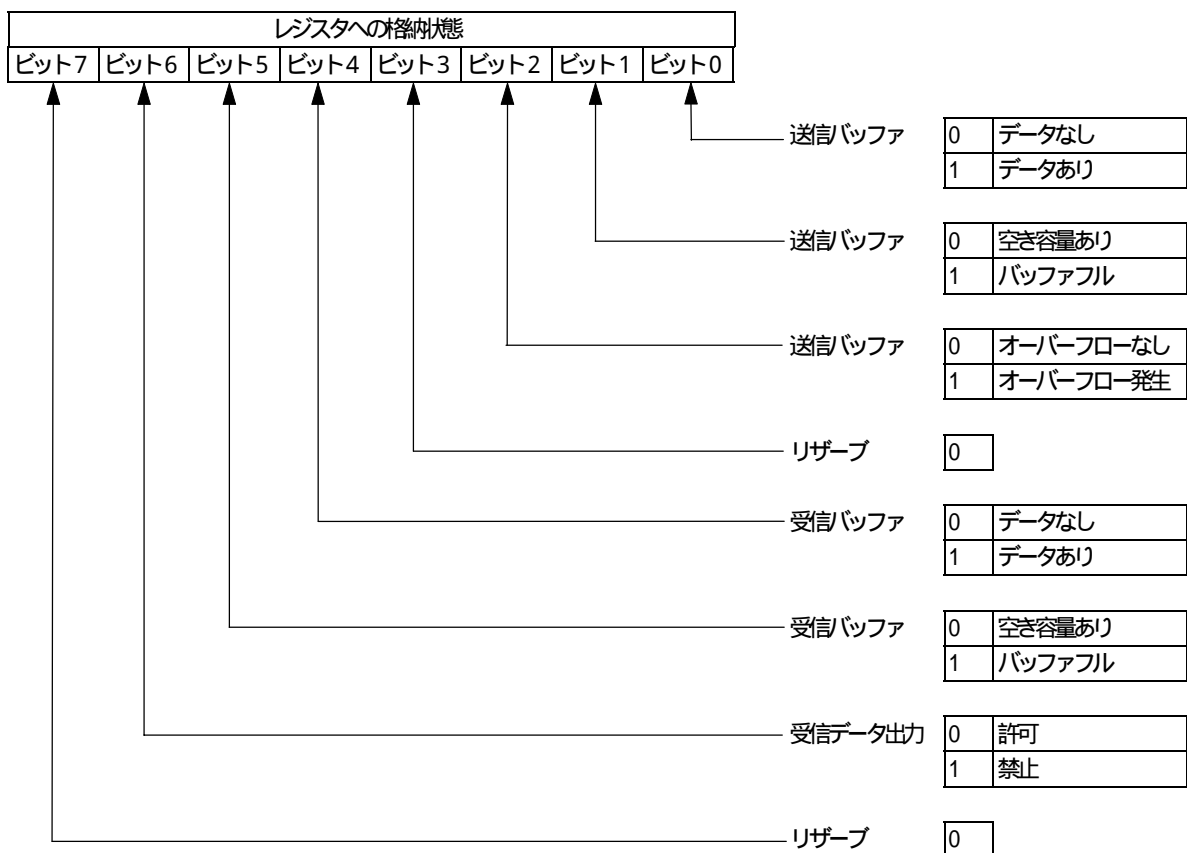 レジスタへの格納状態
ビット7 ビット6 ビット5 ビット4 ビット3 ビット2 ビット1 ビット0
送信バッファ 0 データなし
1 データあり
送信バッファ 0 空き容量あり
1 バッファフル
送信バッファ 0 オーバーフローなし
1 オーバーフロー発生
リザーブ 0
受信バッファ 0 データなし
1 データあり
受信バッファ 0 空き容量あり
1 バッファフル
受信データ出力 0 許可
1 禁止
リザーブ 0